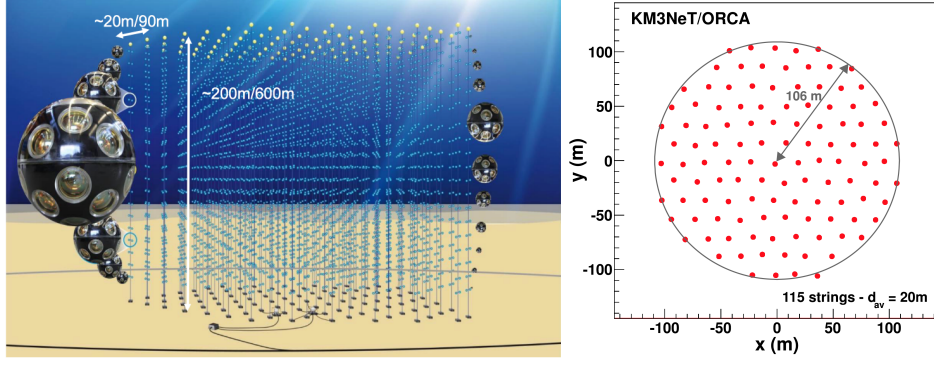 ~20m/90m
~200m/600m
KM3NeT/ORCA
100
50
0
-50
-100
y (m)
106 m
115 strings - d_av = 20m
-100
-50
0
50
100
x (m)